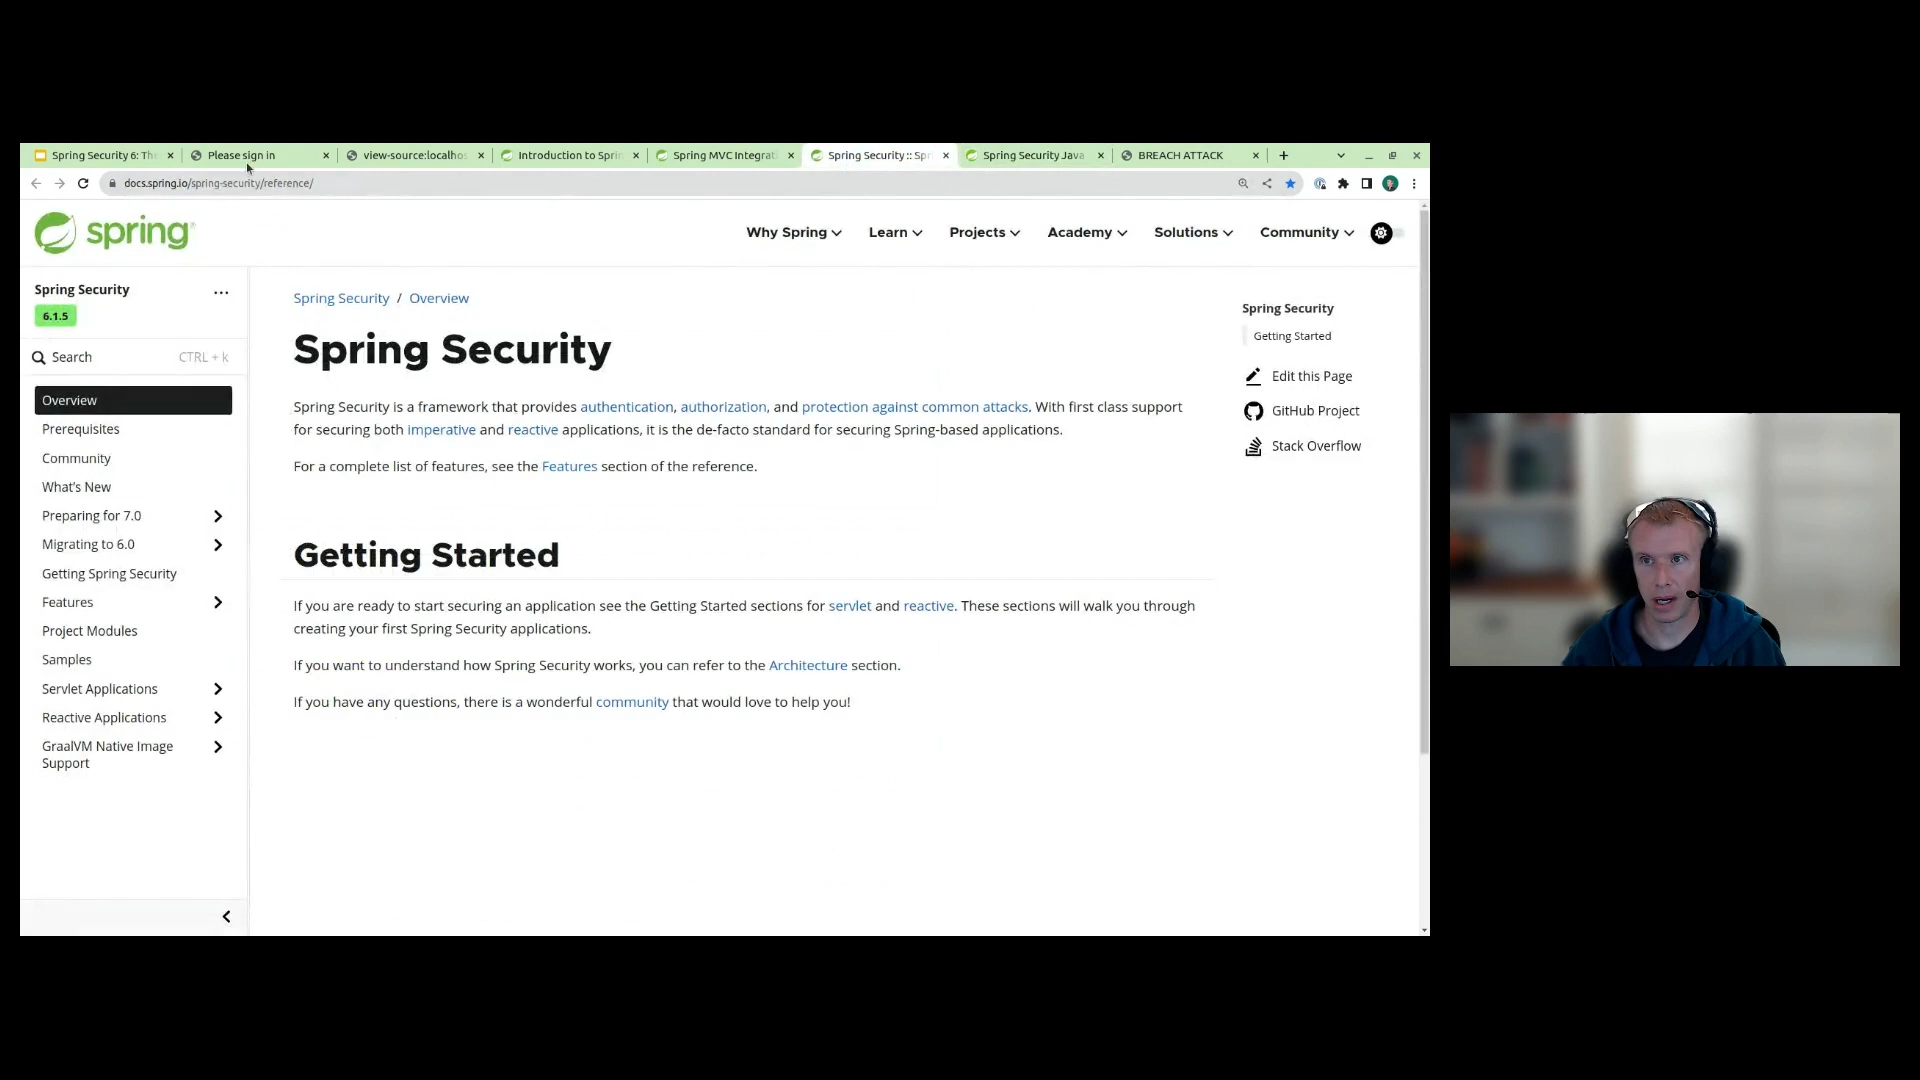 Spring Security 6: The
Please sign in
view-source:localhos
Introduction to Sprin
Spring MVC Integrat
Spring Security :: Spr
Spring Security Java
BREACH ATTACK
docs.spring.io/spring-security/reference/
spring
Why Spring
Learn
Projects
Academy
Solutions
Community
Spring Security
6.1.5
Search
CTRL + k
Overview
Prerequisites
Community
What's New
Preparing for 7.0
Migrating to 6.0
Getting Spring Security
Features
Project Modules
Samples
Servlet Applications
Reactive Applications
GraalVM Native Image
Support
Spring Security / Overview
Spring Security
Spring Security is a framework that provides authentication, authorization, and protection against common attacks. With first class support
for securing both imperative and reactive applications, it is the de-facto standard for securing Spring-based applications.
For a complete list of features, see the Features section of the reference.
Getting Started
If you are ready to start securing an application see the Getting Started sections for servlet and reactive. These sections will walk you through
creating your first Spring Security applications.
If you want to understand how Spring Security works, you can refer to the Architecture section.
If you have any questions, there is a wonderful community that would love to help you!
Spring Security
Getting Started
Edit this Page
GitHub Project
Stack Overflow